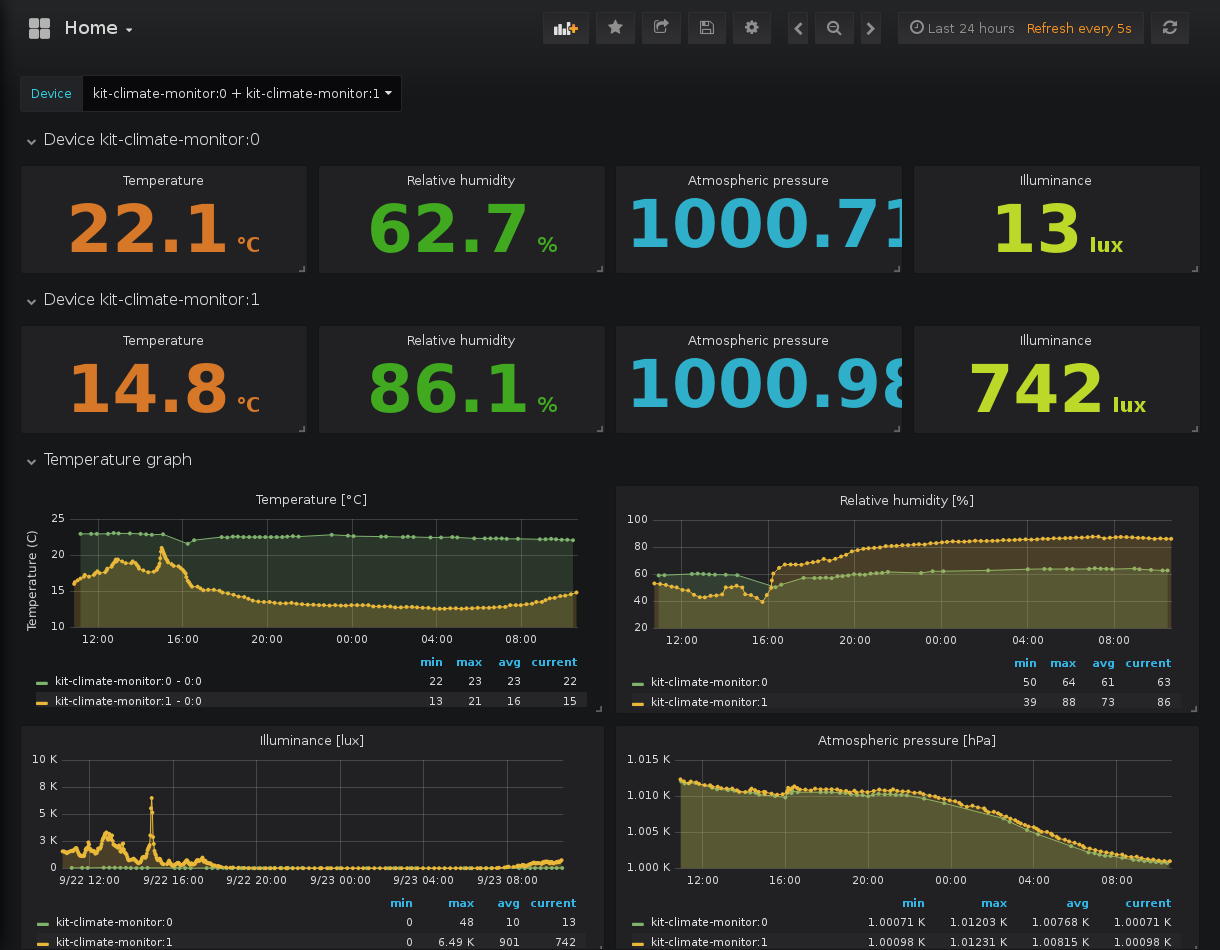 Home
Last 24 hours Refresh every 5s
Device kit-climate-monitor:0 + kit-climate-monitor:1
Device kit-climate-monitor:0
Temperature Relative humidity Atmospheric pressure Illuminance
22.1 °C 62.7 % 1000.71 13 lux
Device kit-climate-monitor:1
Temperature Relative humidity Atmospheric pressure Illuminance
14.8 °C 86.1 % 1000.98 742 lux
Temperature graph
Temperature [°C]
Temperature (C)
25
20
15
10
12:00 16:00 20:00 00:00 04:00 08:00
min max avg current
kit-climate-monitor:0 - 0:0 22 23 23 22
kit-climate-monitor:1 - 0:0 13 21 16 15
Relative humidity [%]
100
80
60
40
20
12:00 16:00 20:00 00:00 04:00 08:00
min max avg current
kit-climate-monitor:0 50 64 61 63
kit-climate-monitor:1 39 88 73 86
Illuminance [lux]
10 K
8 K
5 K
3 K
0
9/22 12:00 9/22 16:00 9/22 20:00 9/23 00:00 9/23 04:00 9/23 08:00
min max avg current
kit-climate-monitor:0 0 48 10 13
kit-climate-monitor:1 0 6.49 K 901 742
Atmospheric pressure [hPa]
1.015 K
1.010 K
1.005 K
1.000 K
12:00 16:00 20:00 00:00 04:00 08:00
min max avg current
kit-climate-monitor:0 1.00071 K 1.01203 K 1.00768 K 1.00071 K
kit-climate-monitor:1 1.00098 K 1.01231 K 1.00815 K 1.00098 K